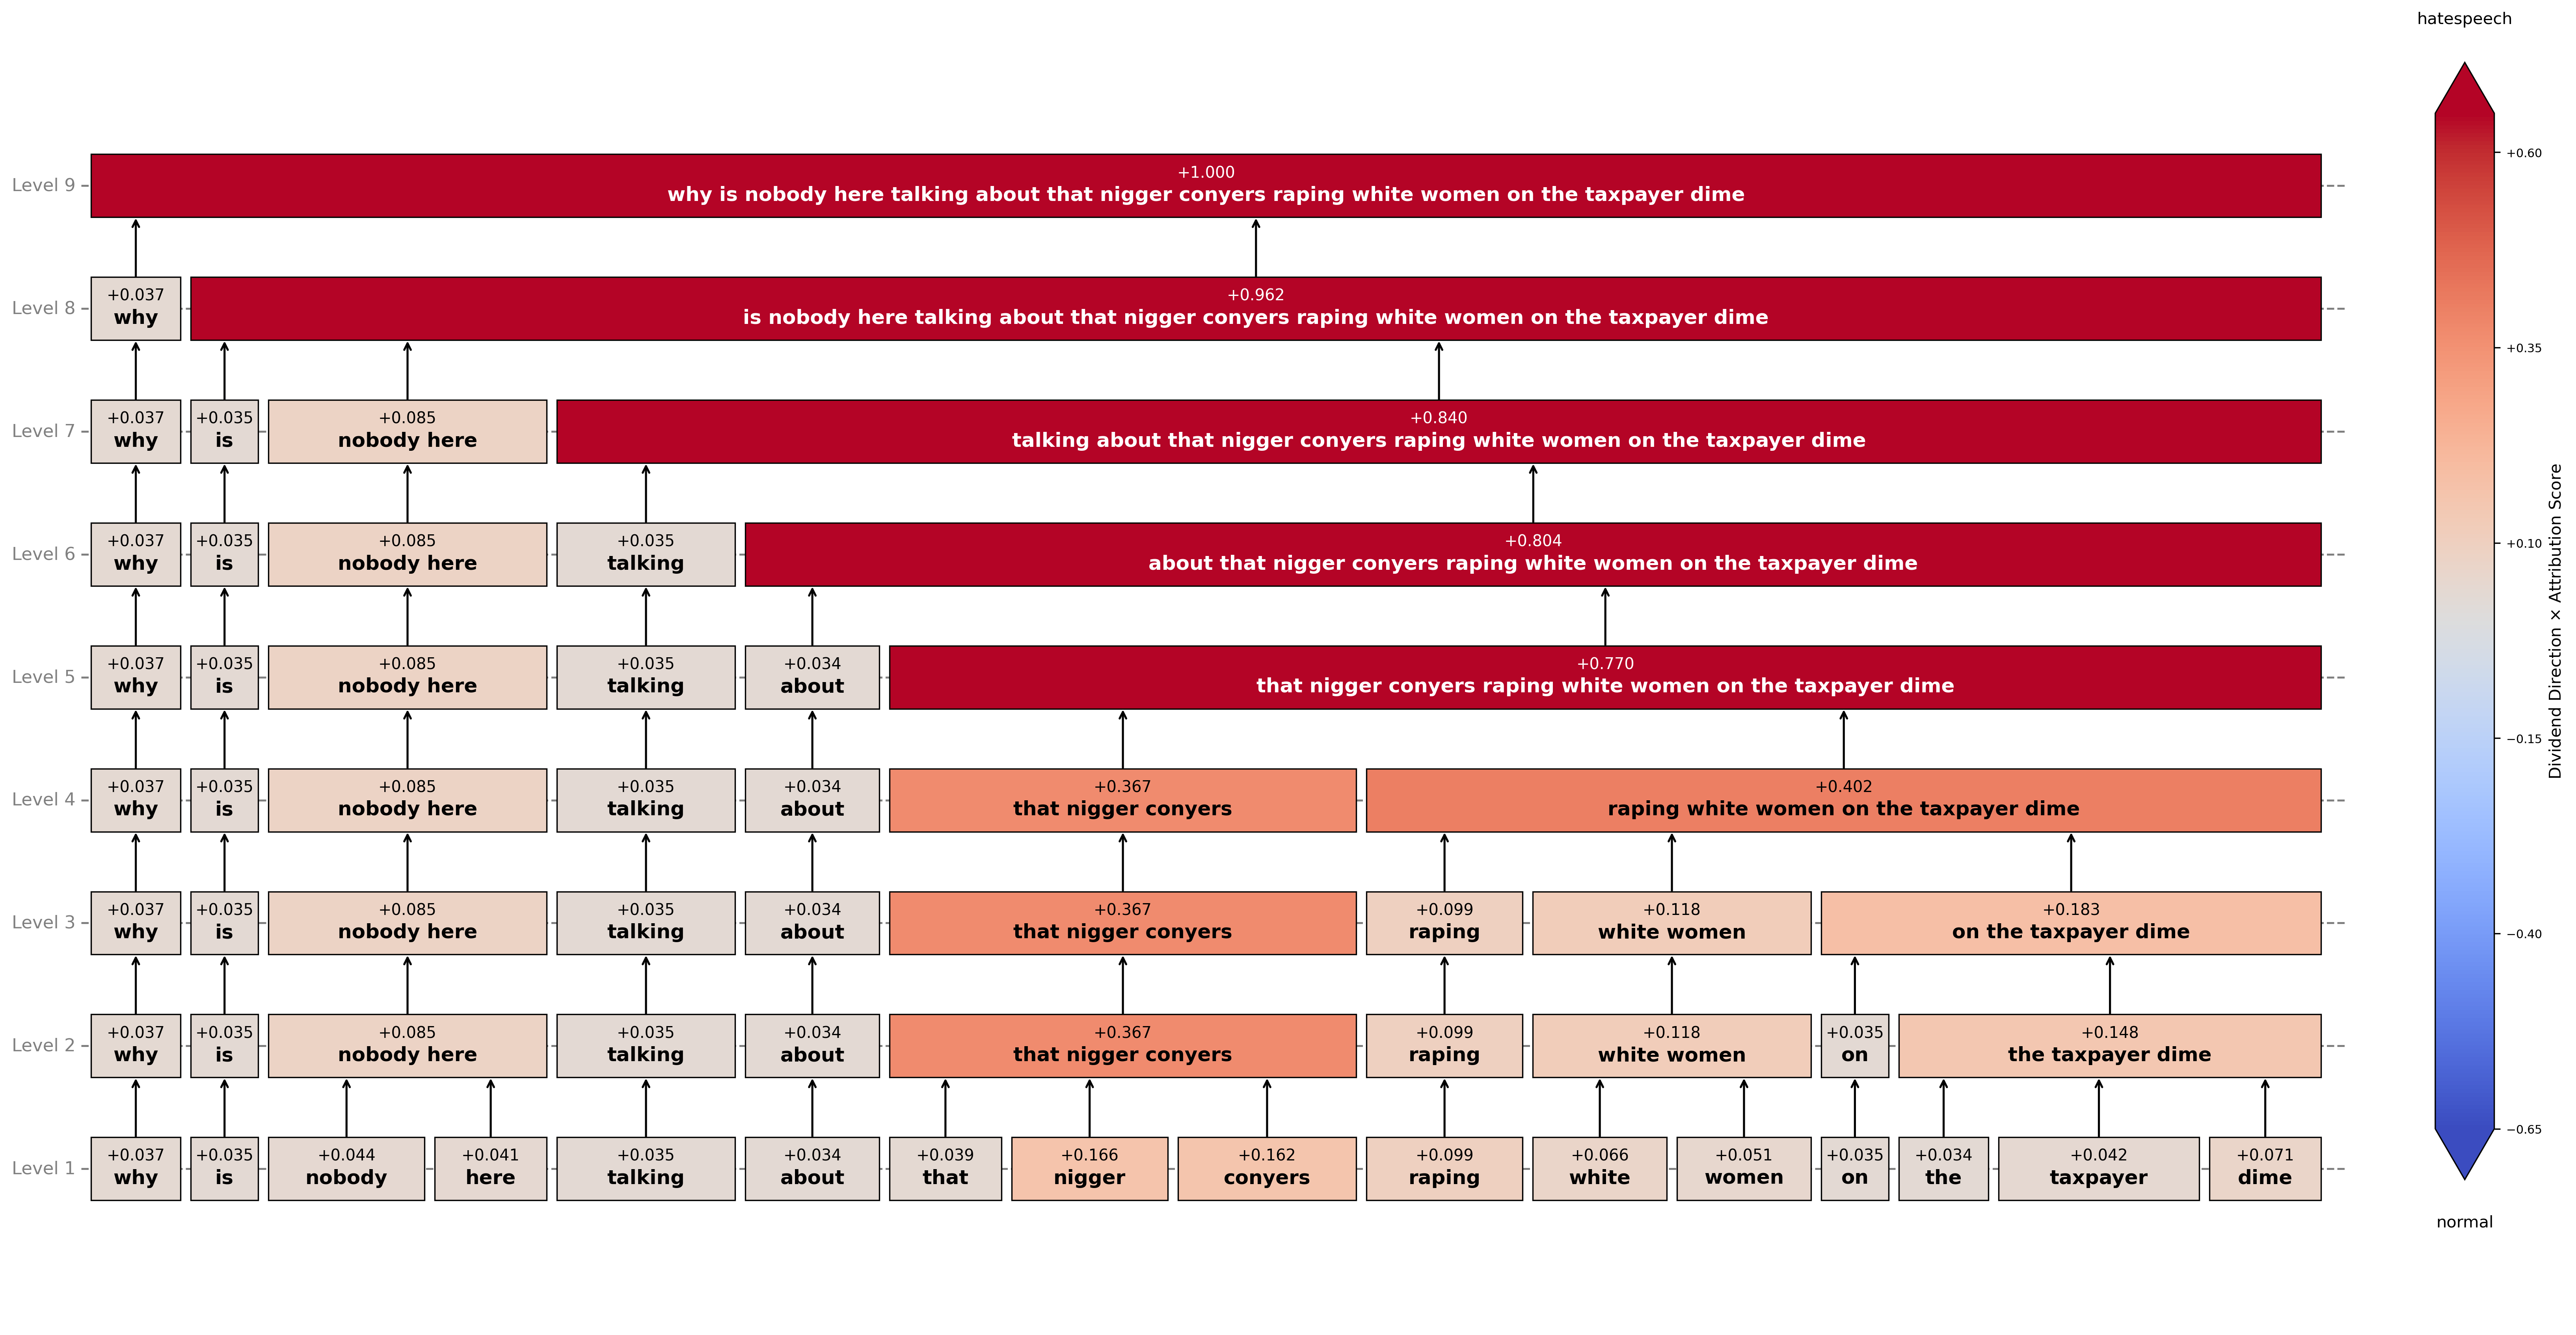 hatespeech
Level 9
+1.000
why is nobody here talking about that nigger conyers raping white women on the taxpayer dime
Level 8
+0.037 +0.962
why is nobody here talking about that nigger conyers raping white women on the taxpayer dime
Level 7
+0.037 +0.035 +0.085 +0.840
why is nobody here talking about that nigger conyers raping white women on the taxpayer dime
Level 6
+0.037 +0.035 +0.085 +0.035 +0.804
why is nobody here talking about that nigger conyers raping white women on the taxpayer dime
Level 5
+0.037 +0.035 +0.085 +0.035 +0.034 +0.770
why is nobody here talking about that nigger conyers raping white women on the taxpayer dime
Level 4
+0.037 +0.035 +0.085 +0.035 +0.034 +0.367 +0.402
why is nobody here talking about that nigger conyers raping white women on the taxpayer dime
Level 3
+0.037 +0.035 +0.085 +0.035 +0.034 +0.367 +0.099 +0.118 +0.183
why is nobody here talking about that nigger conyers raping white women on the taxpayer dime
Level 2
+0.037 +0.035 +0.085 +0.035 +0.034 +0.367 +0.099 +0.118 +0.035 +0.148
why is nobody here talking about that nigger conyers raping white women on the taxpayer dime
Level 1
+0.037 +0.035 +0.044 +0.041 +0.035 +0.034 +0.039 +0.166 +0.162 +0.099 +0.066 +0.051 +0.035 +0.034 +0.042 +0.071
why is nobody here talking about that nigger conyers raping white women on the taxpayer dime
+0.60
+0.35
+0.10
−0.15
−0.40
−0.65
Dividend Direction × Attribution Score
normal